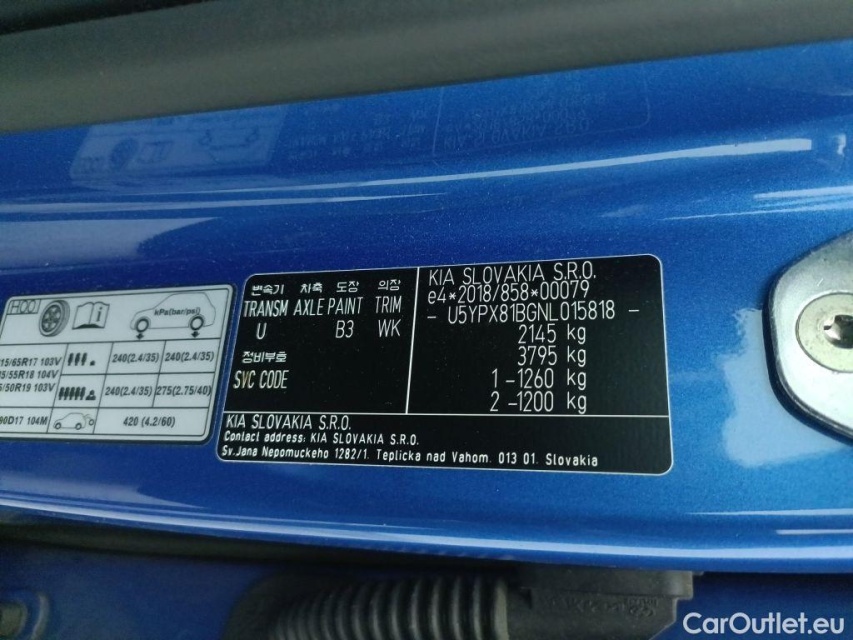 HOO1
kPa(bar/psi)
15/65R17 103V 240(2.4/35) 240(2.4/35)
5/55R18 104V
5/50R19 103V 240(2.4/35) 275(2.75/40)
90D17 104M 420 (4.2/60)
변속기 차축 도장 의장
TRANSM AXLE PAINT TRIM
U B3 WK
정비부호
SVC CODE
KIA SLOVAKIA S.R.O.
e4*2018/858*00079
- U5YPX81BGNL015818 -
2145 kg
3795 kg
1 -1260 kg
2 -1200 kg
KIA SLOVAKIA S.R.O.
Contact address: KIA SLOVAKIA S.R.O.
Sv.Jana Nepomuckeho 1282/1. Teplicka nad Vahom. 013 01. Slovakia
CarOutlet.eu